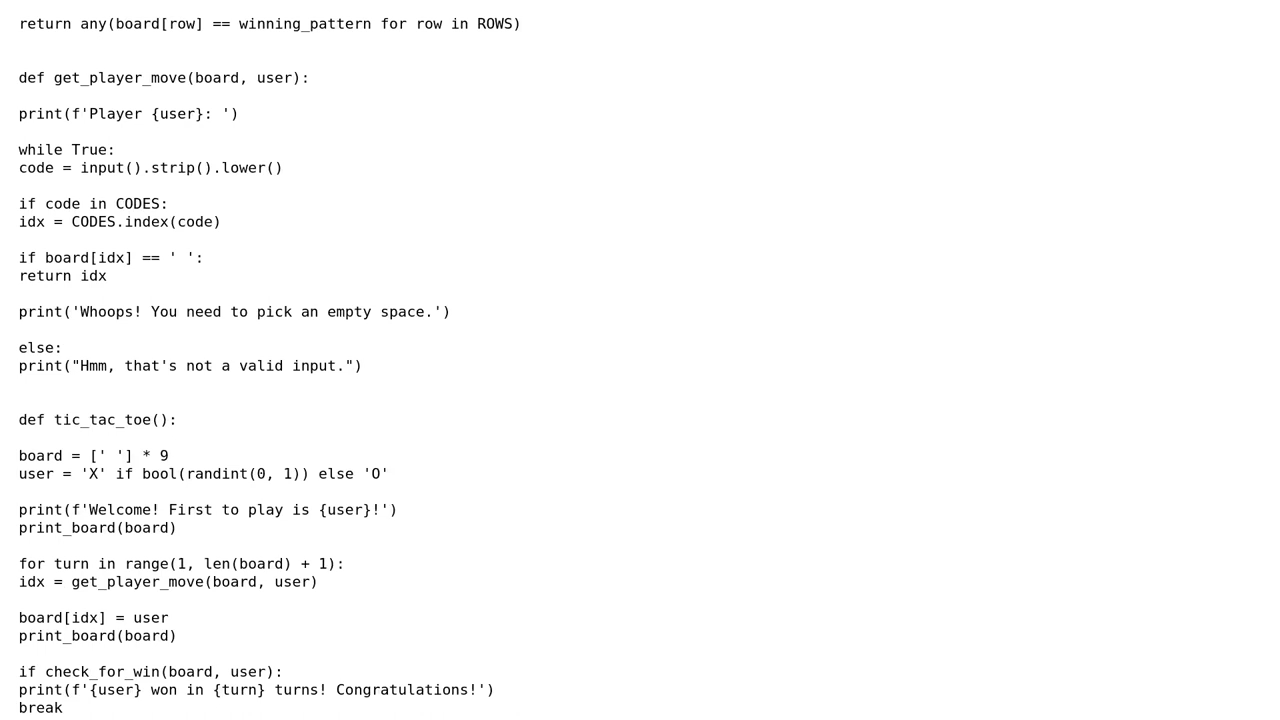 return any(board[row] == winning_pattern for row in ROWS)
def get_player_move(board, user):
print(f'Player {user}: ')
while True:
code = input().strip().lower()
if code in CODES:
idx = CODES.index(code)
if board[idx] == ' ':
return idx
print('Whoops! You need to pick an empty space.')
else:
print("Hmm, that's not a valid input.")
def tic_tac_toe():
board = [' '] * 9
user = 'X' if bool(randint(0, 1)) else 'O'
print(f'Welcome! First to play is {user}!')
print_board(board)
for turn in range(1, len(board) + 1):
idx = get_player_move(board, user)
board[idx] = user
print_board(board)
if check_for_win(board, user):
print(f'{user} won in {turn} turns! Congratulations!')
break